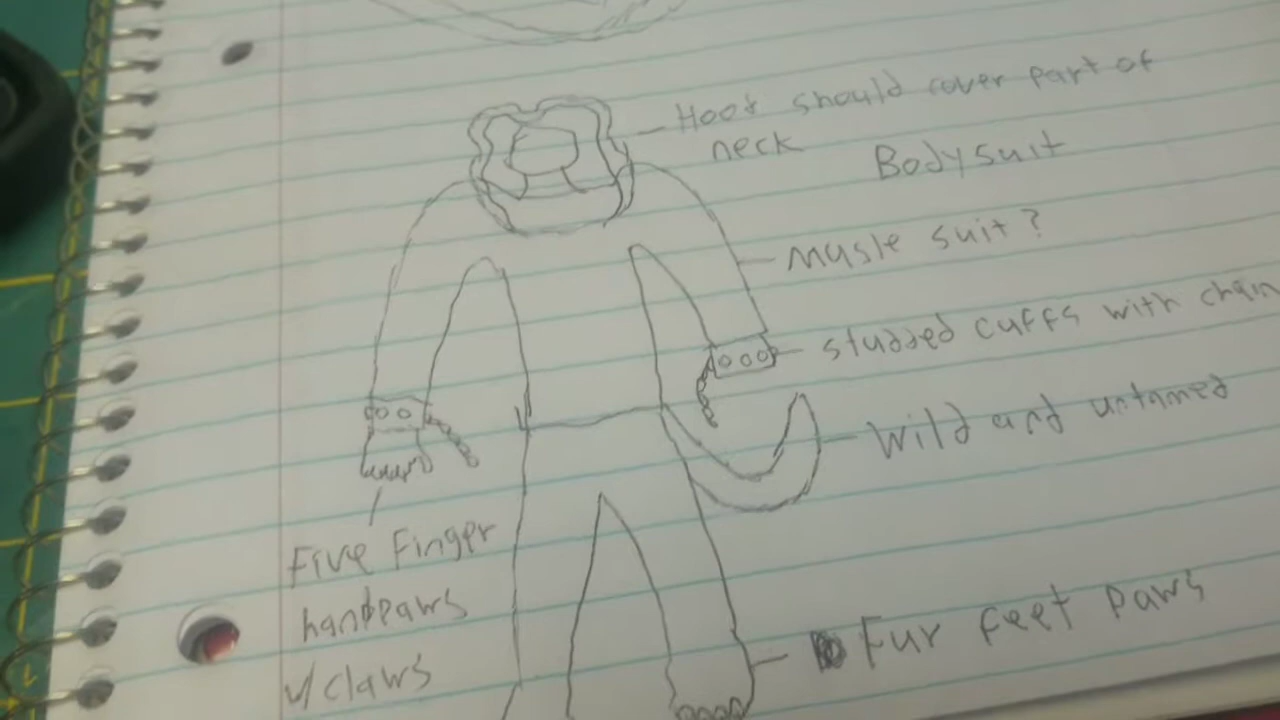 Hood should cover part of
neck
Bodysuit
Musle suit?
studded cuffs with chain
Wild and untamed
Five Finger
handpaws
w/claws
Fur feet paws